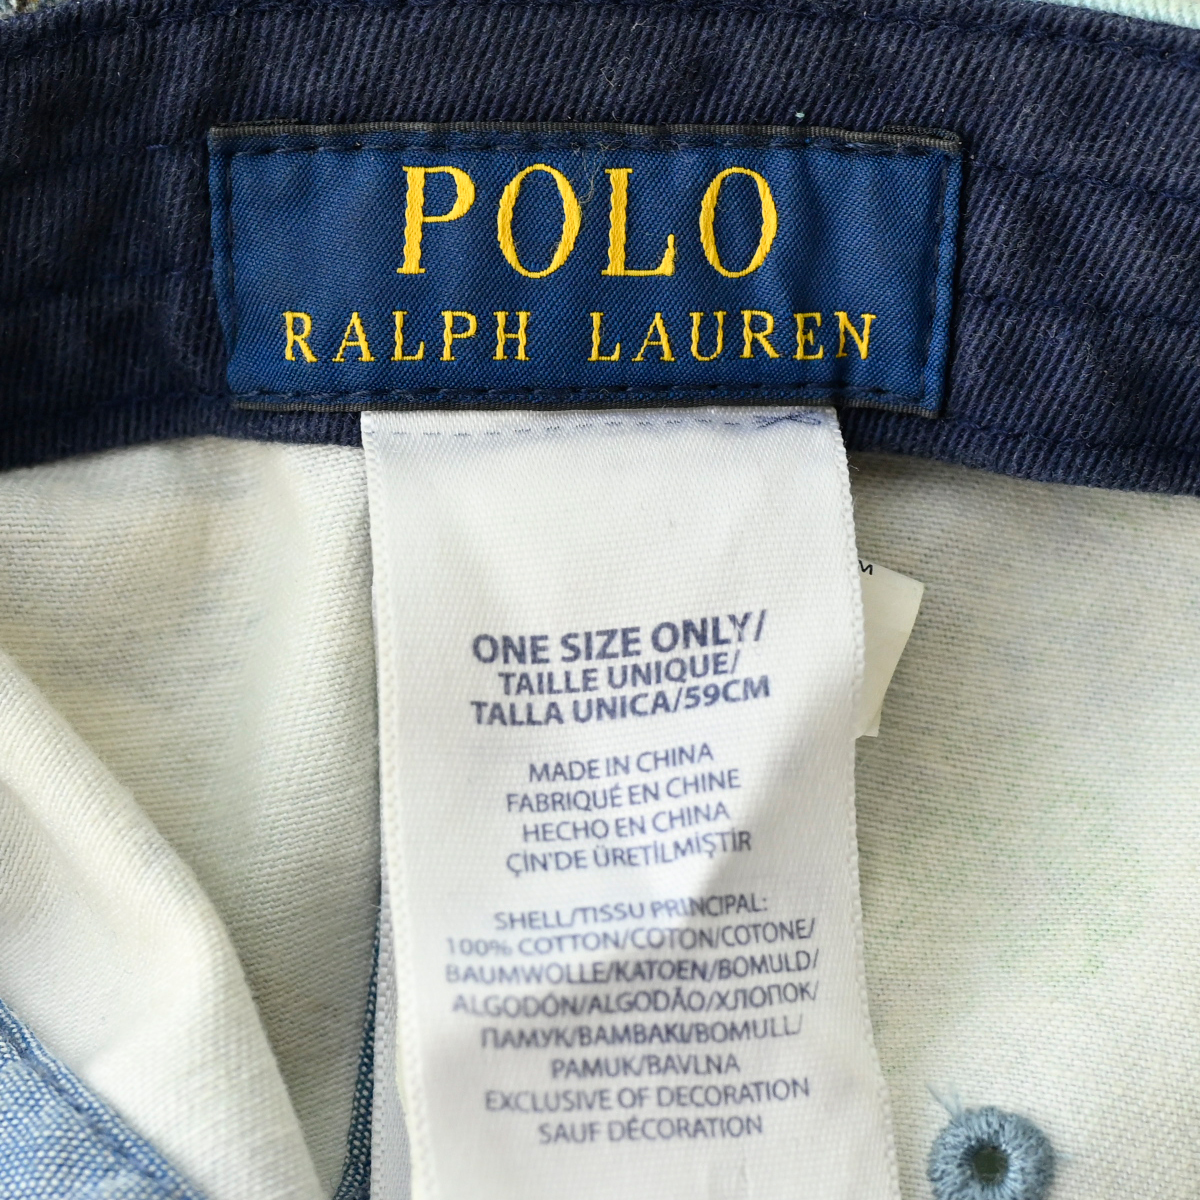 POLO
RALPH LAUREN
ONE SIZE ONLY/
TAILLE UNIQUE/
TALLA UNICA/59CM
MADE IN CHINA
FABRIQUÉ EN CHINE
HECHO EN CHINA
ÇİN'DE ÜRETİLMİŞTİR
SHELL/TISSU PRINCIPAL:
100% COTTON/COTON/COTONE/
BAUMWOLLE/KATOEN/BOMULD/
ALGODÓN/ALGODÃO/ХЛОПОК/
ПАМУК/BAMBAKI/BOMULL/
PAMUK/BAVLNA
EXCLUSIVE OF DECORATION
SAUF DÉCORATION